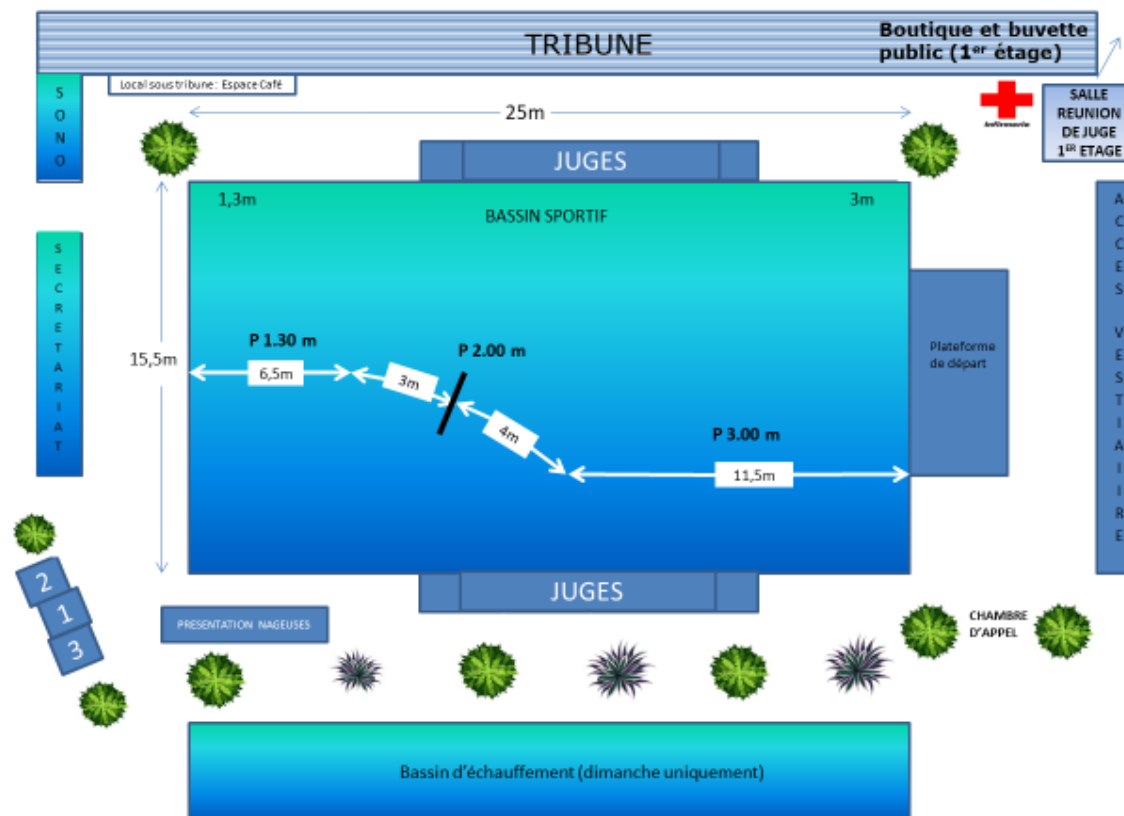 TRIBUNE
Boutique et buvette
public (1er étage)
Local sous tribune : Espace Café
SONO
25m
Infirmerie
SALLE
REUNION
DE JUGE
1ER ETAGE
JUGES
1,3m
3m
BASSIN SPORTIF
SECRETARIAT
ACCES VESTIAIIRE
15,5m
P 1.30 m
P 2.00 m
6,5m
3m
4m
P 3.00 m
11,5m
Plateforme
de départ
JUGES
2
1
3
PRESENTATION NAGEUSES
CHAMBRE
D'APPEL
Bassin d'échauffement (dimanche uniquement)